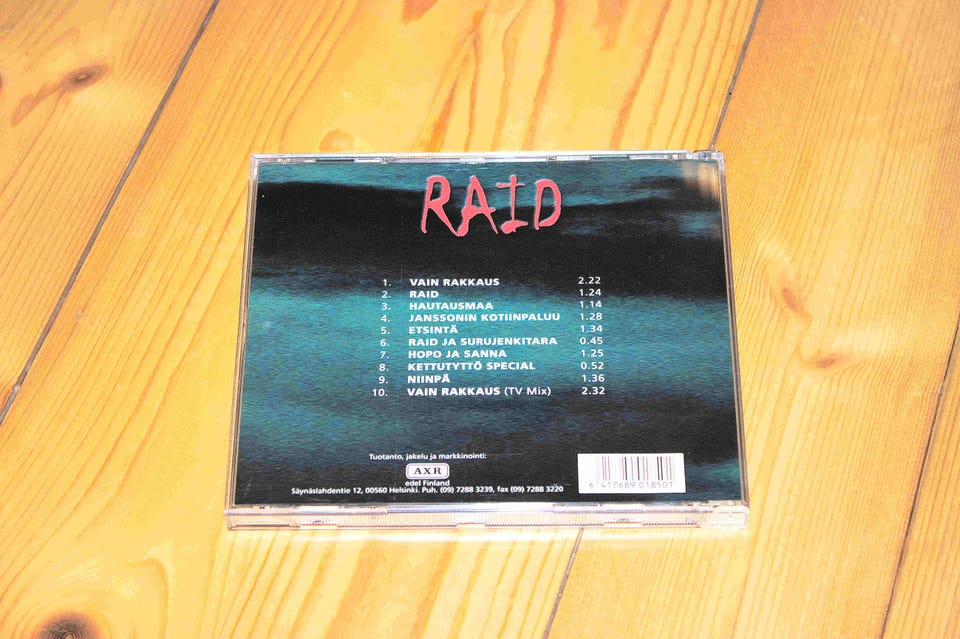 RAID
1. VAIN RAKKAUS 2.22
2. RAID 1.24
3. HAUTAUSMAA 1.14
4. JANSSONIN KOTIINPALUU 1.28
5. ETSINTÄ 1.34
6. RAID JA SURUJENKITARA 0.45
7. HOPO JA SANNA 1.25
8. KETTUTYTTÖ SPECIAL 0.52
9. NIINPÄ 1.36
10. VAIN RAKKAUS (TV Mix) 2.32
Tuotanto, jakelu ja markkinointi:
AXR
edel Finland
Säynäslahdentie 12, 00560 Helsinki. Puh. (09) 7288 3239, fax (09) 7288 3220
6 417689 018501